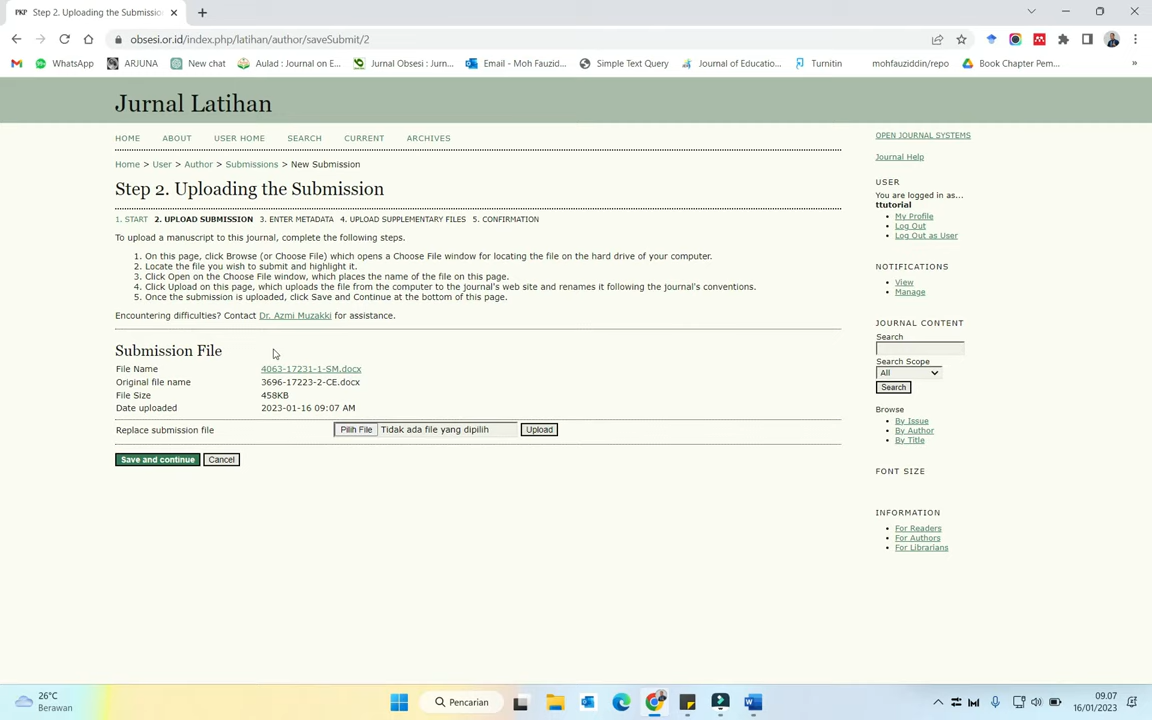 PKP Step 2. Uploading the Submissio
obsesi.or.id/index.php/latihan/author/saveSubmit/2
WhatsApp ARJUNA New chat Aulad : Journal on E... Jurnal Obsesi : Jurn... Email - Moh Fauzid... Simple Text Query Journal of Educatio... Turnitin mohfauziddin/repo Book Chapter Pem... »
Jurnal Latihan
HOME ABOUT USER HOME SEARCH CURRENT ARCHIVES
Home > User > Author > Submissions > New Submission
Step 2. Uploading the Submission
1. START 2. UPLOAD SUBMISSION 3. ENTER METADATA 4. UPLOAD SUPPLEMENTARY FILES 5. CONFIRMATION
To upload a manuscript to this journal, complete the following steps.
1. On this page, click Browse (or Choose File) which opens a Choose File window for locating the file on the hard drive of your computer.
2. Locate the file you wish to submit and highlight it.
3. Click Open on the Choose File window, which places the name of the file on this page.
4. Click Upload on this page, which uploads the file from the computer to the journal's web site and renames it following the journal's conventions.
5. Once the submission is uploaded, click Save and Continue at the bottom of this page.
Encountering difficulties? Contact Dr. Azmi Muzakki for assistance.
Submission File
File Name 4063-17231-1-SM.docx
Original file name 3696-17223-2-CE.docx
File Size 458KB
Date uploaded 2023-01-16 09:07 AM
Replace submission file Pilih File Tidak ada file yang dipilih Upload
Save and continue Cancel
OPEN JOURNAL SYSTEMS
Journal Help
USER
You are logged in as...
ttutorial
My Profile
Log Out
Log Out as User
NOTIFICATIONS
View
Manage
JOURNAL CONTENT
Search
Search Scope
All
Search
Browse
By Issue
By Author
By Title
FONT SIZE
INFORMATION
For Readers
For Authors
For Librarians
26°C
Berawan
Pencarian
09.07
16/01/2023